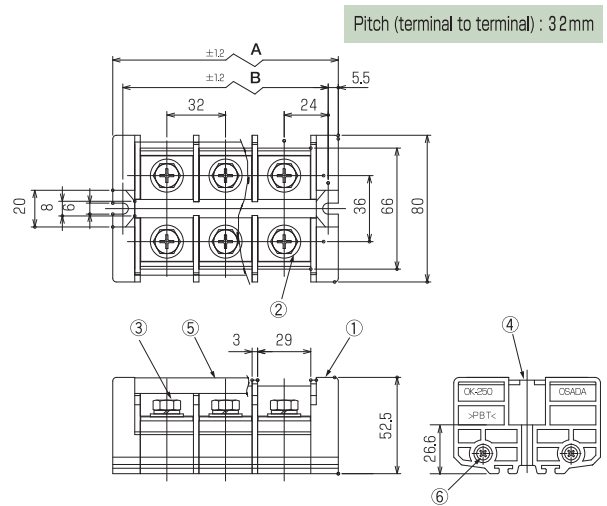 Pitch (terminal to terminal) : 32mm
±1.2 A
±1.2 B 5.5
32 24
20 8 6 36 66 80
②
③ ⑤ 3 29 ① ④
52.5
OK-250 OSADA
>PBT<
26.6
⑥